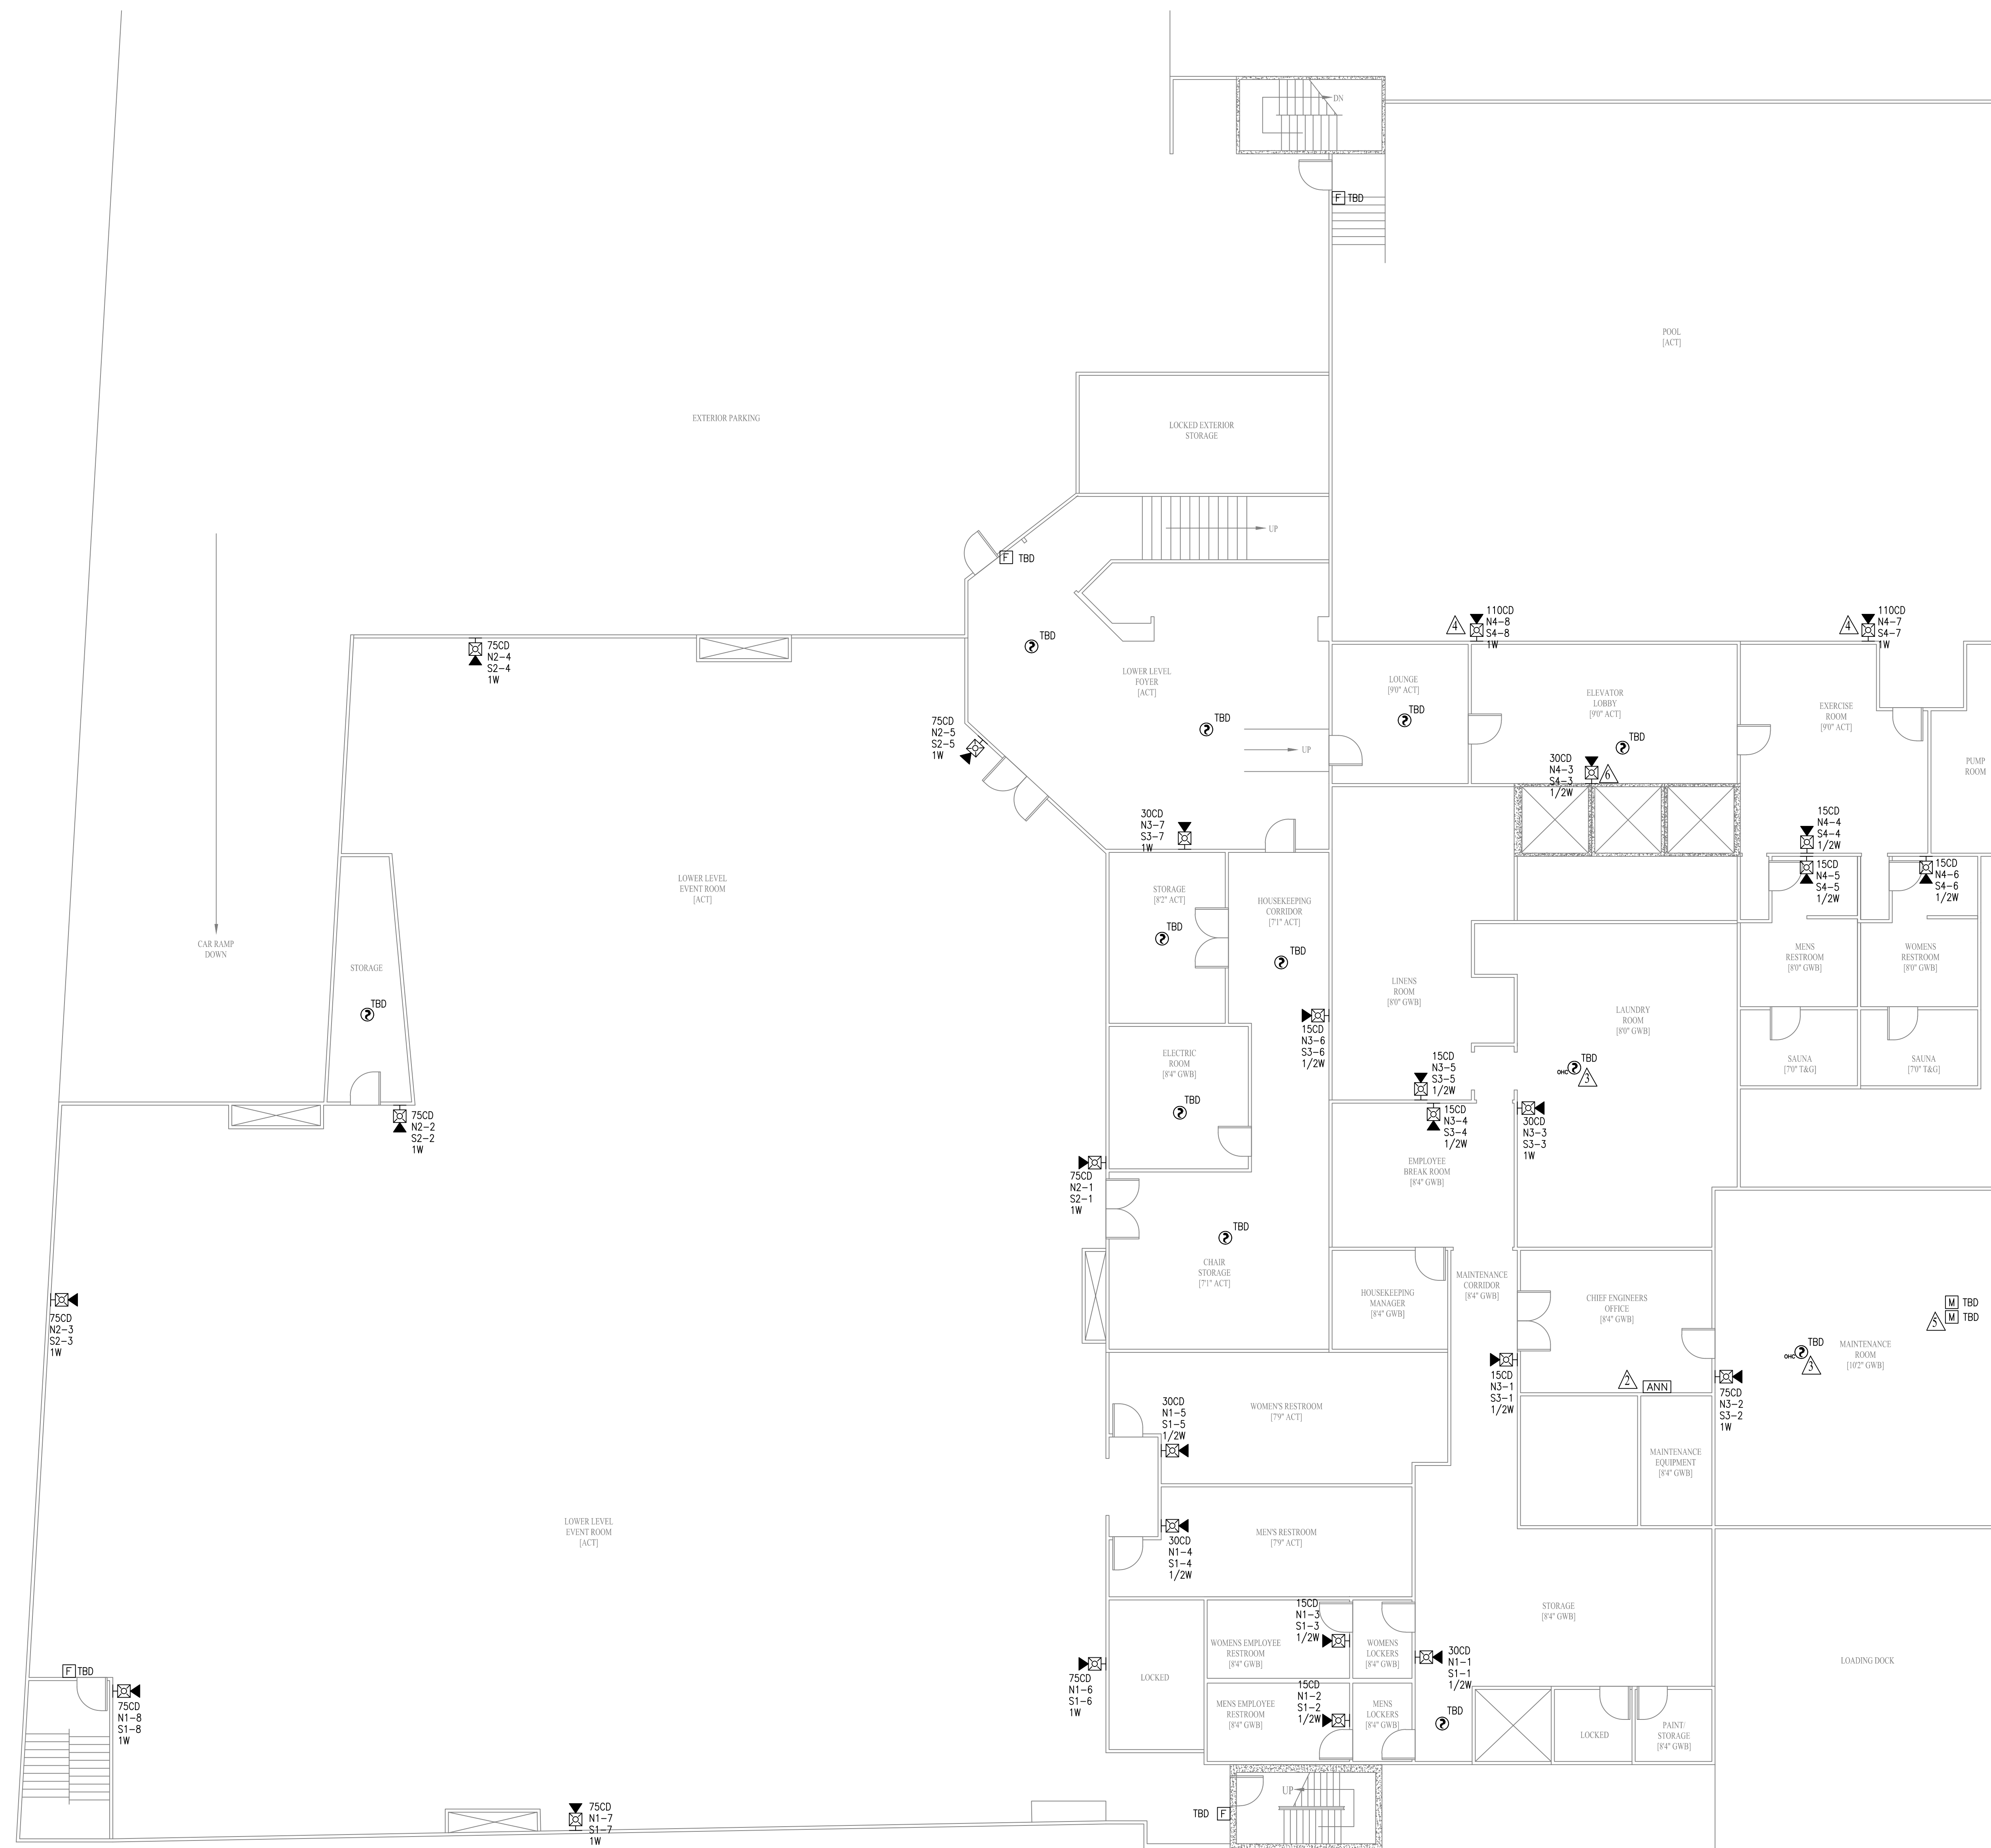 DN
F TBD
POOL
[ACT]
EXTERIOR PARKING
LOCKED EXTERIOR
STORAGE
UP
F TBD
TBD
75CD
N2-4
S2-4
1W
4
110CD
N4-8
S4-8
1W
4
110CD
N4-7
S4-7
1W
LOWER LEVEL
FOYER
[ACT]
LOUNGE
[9'0" ACT]
TBD
ELEVATOR
LOBBY
[9'0" ACT]
TBD
EXERCISE
ROOM
[9'0" ACT]
75CD
N2-5
S2-5
1W
TBD
UP
30CD
N4-3
S4-3
1/2W
6
PUMP
ROOM
30CD
N3-7
S3-7
1W
15CD
N4-4
S4-4
1/2W
15CD
N4-5
S4-5
1/2W
15CD
N4-6
S4-6
1/2W
LOWER LEVEL
EVENT ROOM
[ACT]
STORAGE
[8'2" ACT]
TBD
HOUSEKEEPING
CORRIDOR
[7'1" ACT]
TBD
CAR RAMP
DOWN
STORAGE
TBD
MENS
RESTROOM
[8'0" GWB]
WOMENS
RESTROOM
[8'0" GWB]
LINENS
ROOM
[8'0" GWB]
LAUNDRY
ROOM
[8'0" GWB]
15CD
N3-6
S3-6
1/2W
ELECTRIC
ROOM
[8'4" GWB]
TBD
15CD
N3-5
S3-5
1/2W
OHC
TBD
3
SAUNA
[7'0" T&G]
SAUNA
[7'0" T&G]
75CD
N2-2
S2-2
1W
15CD
N3-4
S3-4
1/2W
30CD
N3-3
S3-3
1W
75CD
N2-1
S2-1
1W
EMPLOYEE
BREAK ROOM
[8'4" GWB]
TBD
CHAIR
STORAGE
[7'1" ACT]
HOUSEKEEPING
MANAGER
[8'4" GWB]
MAINTENANCE
CORRIDOR
[8'4" GWB]
CHIEF ENGINEERS
OFFICE
[8'4" GWB]
M TBD
M TBD
5
75CD
N2-3
S2-3
1W
OHC
TBD
3
MAINTENANCE
ROOM
[10'2" GWB]
15CD
N3-1
S3-1
1/2W
2
ANN
75CD
N3-2
S3-2
1W
30CD
N1-5
S1-5
1/2W
WOMEN'S RESTROOM
[7'9" ACT]
MAINTENANCE
EQUIPMENT
[8'4" GWB]
LOWER LEVEL
EVENT ROOM
[ACT]
30CD
N1-4
S1-4
1/2W
MEN'S RESTROOM
[7'9" ACT]
STORAGE
[8'4" GWB]
15CD
N1-3
S1-3
1/2W
WOMENS EMPLOYEE
RESTROOM
[8'4" GWB]
WOMENS
LOCKERS
[8'4" GWB]
30CD
N1-1
S1-1
1/2W
LOADING DOCK
F TBD
75CD
N1-6
S1-6
1W
LOCKED
15CD
N1-2
S1-2
1/2W
MENS EMPLOYEE
RESTROOM
[8'4" GWB]
MENS
LOCKERS
[8'4" GWB]
TBD
75CD
N1-8
S1-8
1W
LOCKED
PAINT/
STORAGE
[8'4" GWB]
UP
TBD F
75CD
N1-7
S1-7
1W